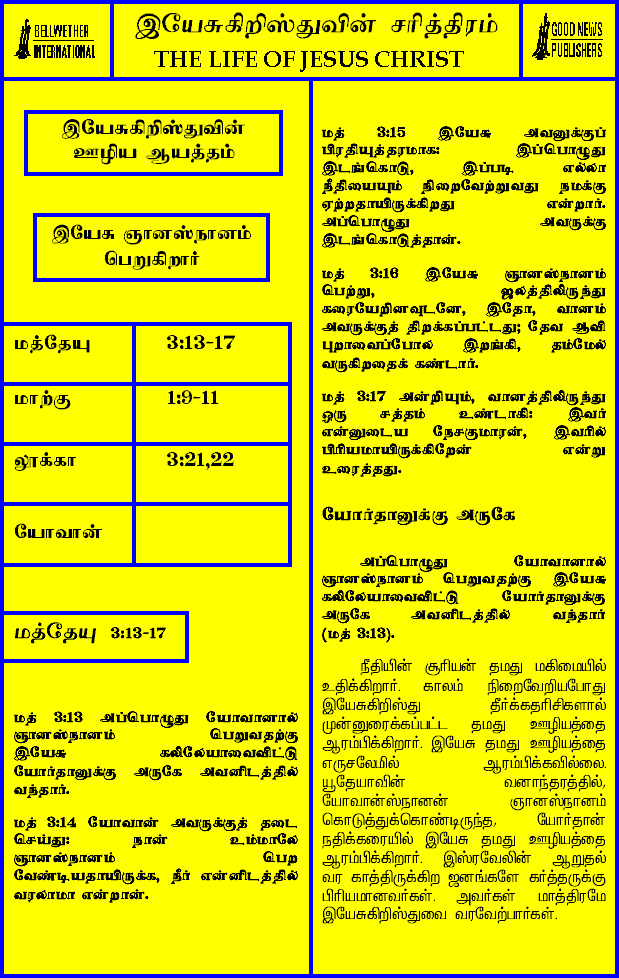 BELLWETHER
INTERNATIONAL
இயேசுகிறிஸ்துவின் சரித்திரம்
THE LIFE OF JESUS CHRIST
GOOD NEWS
PUBLISHERS
இயேசுகிறிஸ்துவின்
ஊழிய ஆயத்தம்
இயேசு ஞானஸ்நானம்
பெறுகிறார்
மத்தேயு 3:13-17
மாற்கு 1:9-11
லூக்கா 3:21,22
யோவான்
மத்தேயு 3:13-17
மத் 3:13 அப்பொழுது யோவானால்
ஞானஸ்நானம் பெறுவதற்கு
இயேசு கலிலேயாவைவிட்டு
யோர்தானுக்கு அருகே அவனிடத்தில்
வந்தார்.
மத் 3:14 யோவான் அவருக்குத் தடை
செய்து: நான் உம்மாலே
ஞானஸ்நானம் பெற
வேண்டியதாயிருக்க, நீர் என்னிடத்தில்
வரலாமா என்றான்.
மத் 3:15 இயேசு அவனுக்குப்
பிரதியுத்தரமாக: இப்பொழுது
இடங்கொடு, இப்படி எல்லா
நீதியையும் நிறைவேற்றுவது நமக்கு
ஏற்றதாயிருக்கிறது என்றார்.
அப்பொழுது அவருக்கு
இடங்கொடுத்தான்.
மத் 3:16 இயேசு ஞானஸ்நானம்
பெற்று, ஜலத்திலிருந்து
கரையேறினவுடனே, இதோ, வானம்
அவருக்குத் திறக்கப்பட்டது; தேவ ஆவி
புறாவைப்போல இறங்கி, தம்மேல்
வருகிறதைக் கண்டார்.
மத் 3:17 அன்றியும், வானத்திலிருந்து
ஒரு சத்தம் உண்டாகி: இவர்
என்னுடைய நேசகுமாரன், இவரில்
பிரியமாயிருக்கிறேன் என்று
உரைத்தது.
யோர்தானுக்கு அருகே
அப்பொழுது யோவானால்
ஞானஸ்நானம் பெறுவதற்கு இயேசு
கலிலேயாவைவிட்டு யோர்தானுக்கு
அருகே அவனிடத்தில் வந்தார்
(மத் 3:13).
நீதியின் சூரியன் தமது மகிமையில்
உதிக்கிறார். காலம் நிறைவேறியபோது
இயேசுகிறிஸ்து தீர்க்கதரிசிகளால்
முன்னுரைக்கப்பட்ட தமது ஊழியத்தை
ஆரம்பிக்கிறார். இயேசு தமது ஊழியத்தை
எருசலேமில் ஆரம்பிக்கவில்லை.
யூதேயாவின் வனாந்தரத்தில்,
யோவான்ஸ்நானன் ஞானஸ்நானம்
கொடுத்துக்கொண்டிருந்த, யோர்தான்
நதிக்கரையில் இயேசு தமது ஊழியத்தை
ஆரம்பிக்கிறார். இஸ்ரவேலின் ஆறுதல்
வர காத்திருக்கிற ஜனங்களே கர்த்தருக்கு
பிரியமானவர்கள். அவர்கள் மாத்திரமே
இயேசுகிறிஸ்துவை வரவேற்பார்கள்.